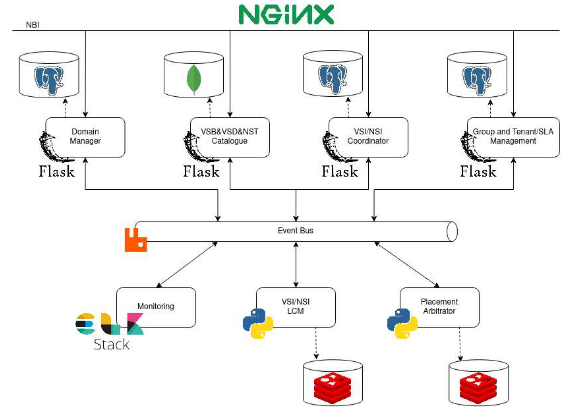 NGINX
NBI
Domain
Manager
Flask
VSB&VSD&NST
Catalogue
Flask
VSI/NSI
Coordinator
Flask
Group and Tenant/SLA
Management
Flask
Event Bus
Monitoring
elk
Stack
VSI/NSI
LCM
Placement
Arbitrator